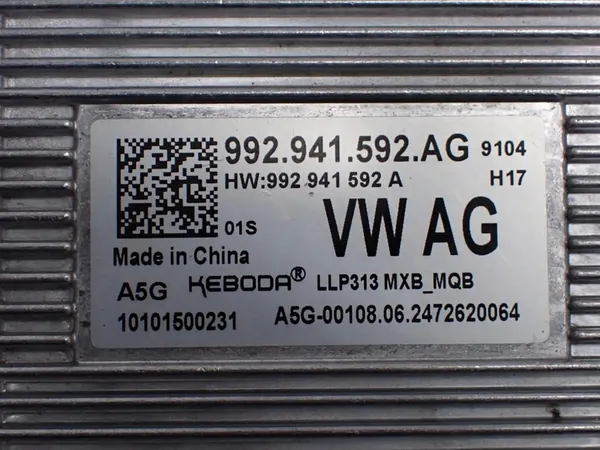 992.941.592.AG 9104
HW:992 941 592 A H17
01S VW AG
Made in China
A5G KEBODA® LLP313 MXB_MQB
10101500231 A5G-00108.06.2472620064